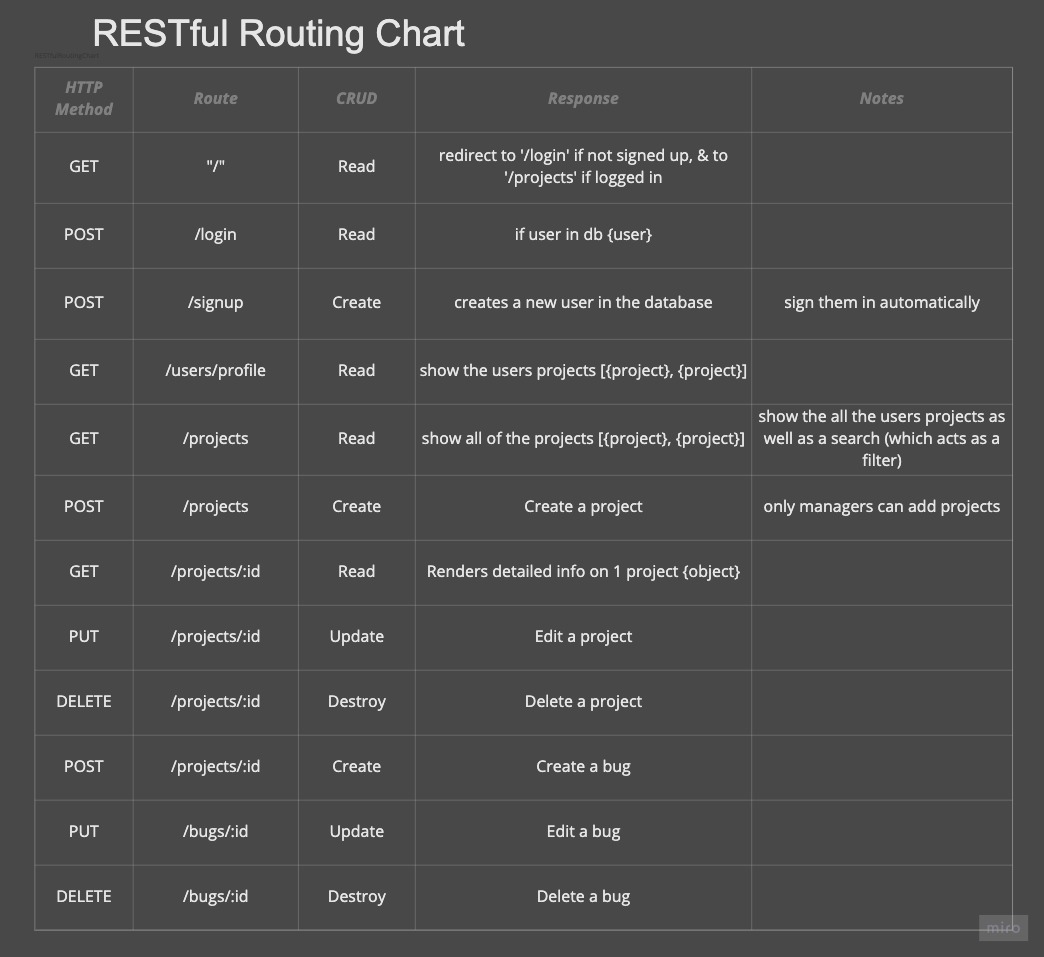 RESTful Routing Chart
RESTfulRoutingChart
HTTP
Method
Route
CRUD
Response
Notes
GET
"/"
Read
redirect to '/login' if not signed up, & to
'/projects' if logged in
POST
/login
Read
if user in db {user}
POST
/signup
Create
creates a new user in the database
sign them in automatically
GET
/users/profile
Read
show the users projects [{project}, {project}]
GET
/projects
Read
show all of the projects [{project}, {project}]
show the all the users projects as
well as a search (which acts as a
filter)
POST
/projects
Create
Create a project
only managers can add projects
GET
/projects/:id
Read
Renders detailed info on 1 project {object}
PUT
/projects/:id
Update
Edit a project
DELETE
/projects/:id
Destroy
Delete a project
POST
/projects/:id
Create
Create a bug
PUT
/bugs/:id
Update
Edit a bug
DELETE
/bugs/:id
Destroy
Delete a bug
miro